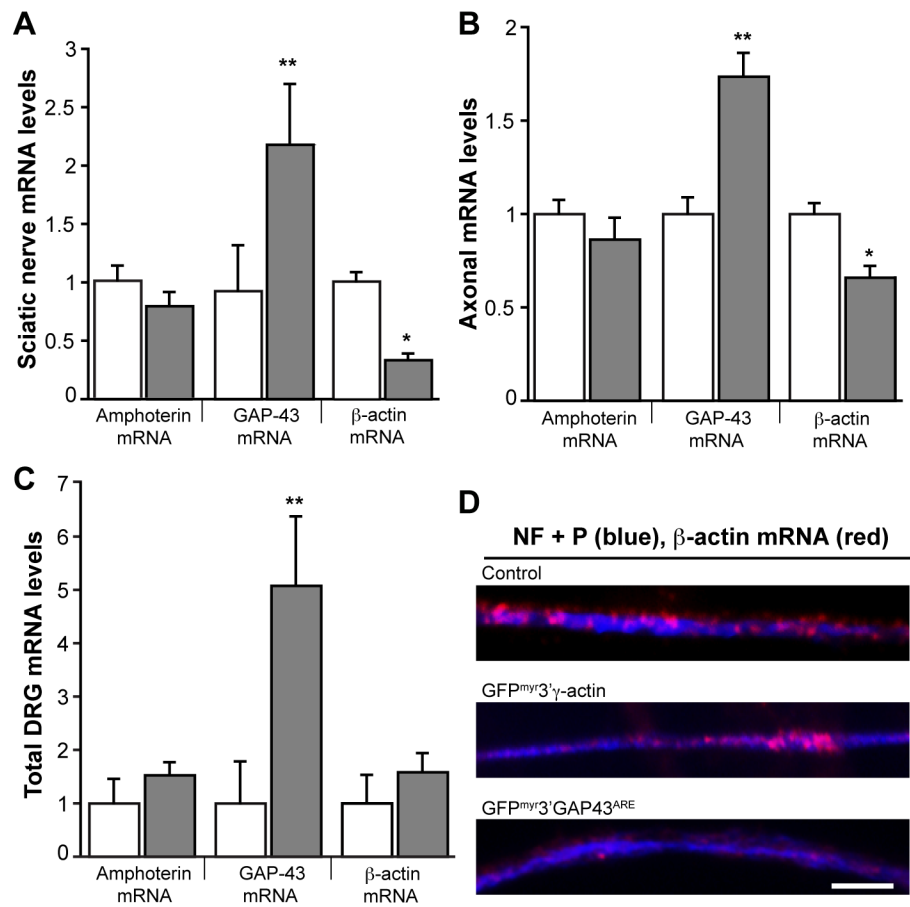 A
Sciatic nerve mRNA levels
3
2.5
2
1.5
1
0.5
0
**
*
Amphoterin mRNA
GAP-43 mRNA
β-actin mRNA
B
Axonal mRNA levels
2
1.5
1
0.5
0
**
*
Amphoterin mRNA
GAP-43 mRNA
β-actin mRNA
C
Total DRG mRNA levels
7
6
5
4
3
2
1
0
**
Amphoterin mRNA
GAP-43 mRNA
β-actin mRNA
D
NF + P (blue), β-actin mRNA (red)
Control
GFPmyr3'γ-actin
GFPmyr3'GAP43ARE